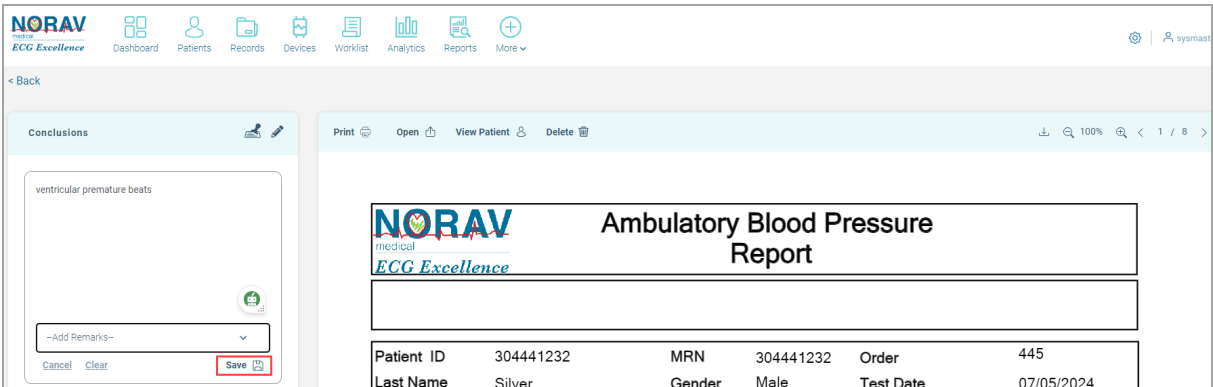 NORAV
medical
ECG Excellence
Dashboard Patients Records Devices Worklist Analytics Reports More
sysmast
< Back
Conclusions
Print Open View Patient Delete 100% < 1 / 8 >
ventricular premature beats
--Add Remarks--
Cancel Clear Save
NORAV
medical
ECG Excellence
Ambulatory Blood Pressure
Report
Patient ID 304441232 MRN 304441232 Order 445
Last Name Silver Gender Male Test Date 07/05/2024